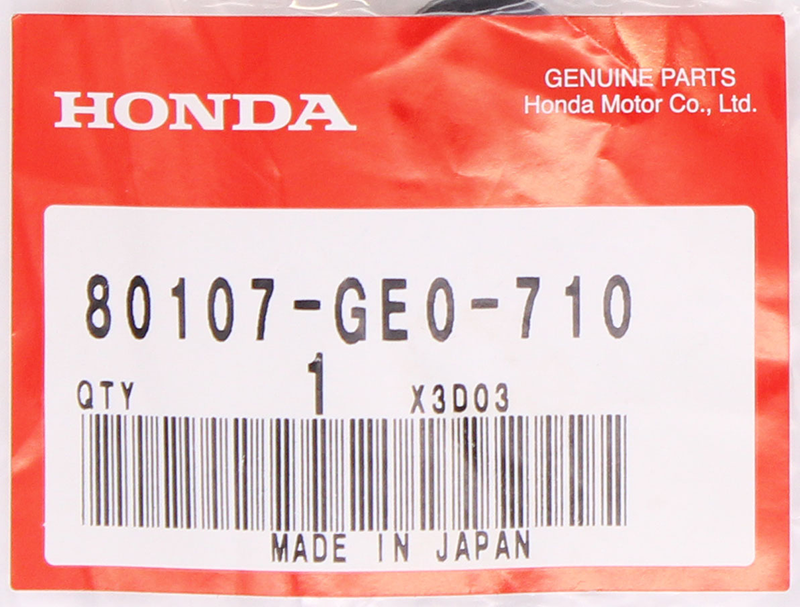 HONDA
GENUINE PARTS
Honda Motor Co., Ltd.
80107-GE0-710
QTY 1 X3D03
MADE IN JAPAN